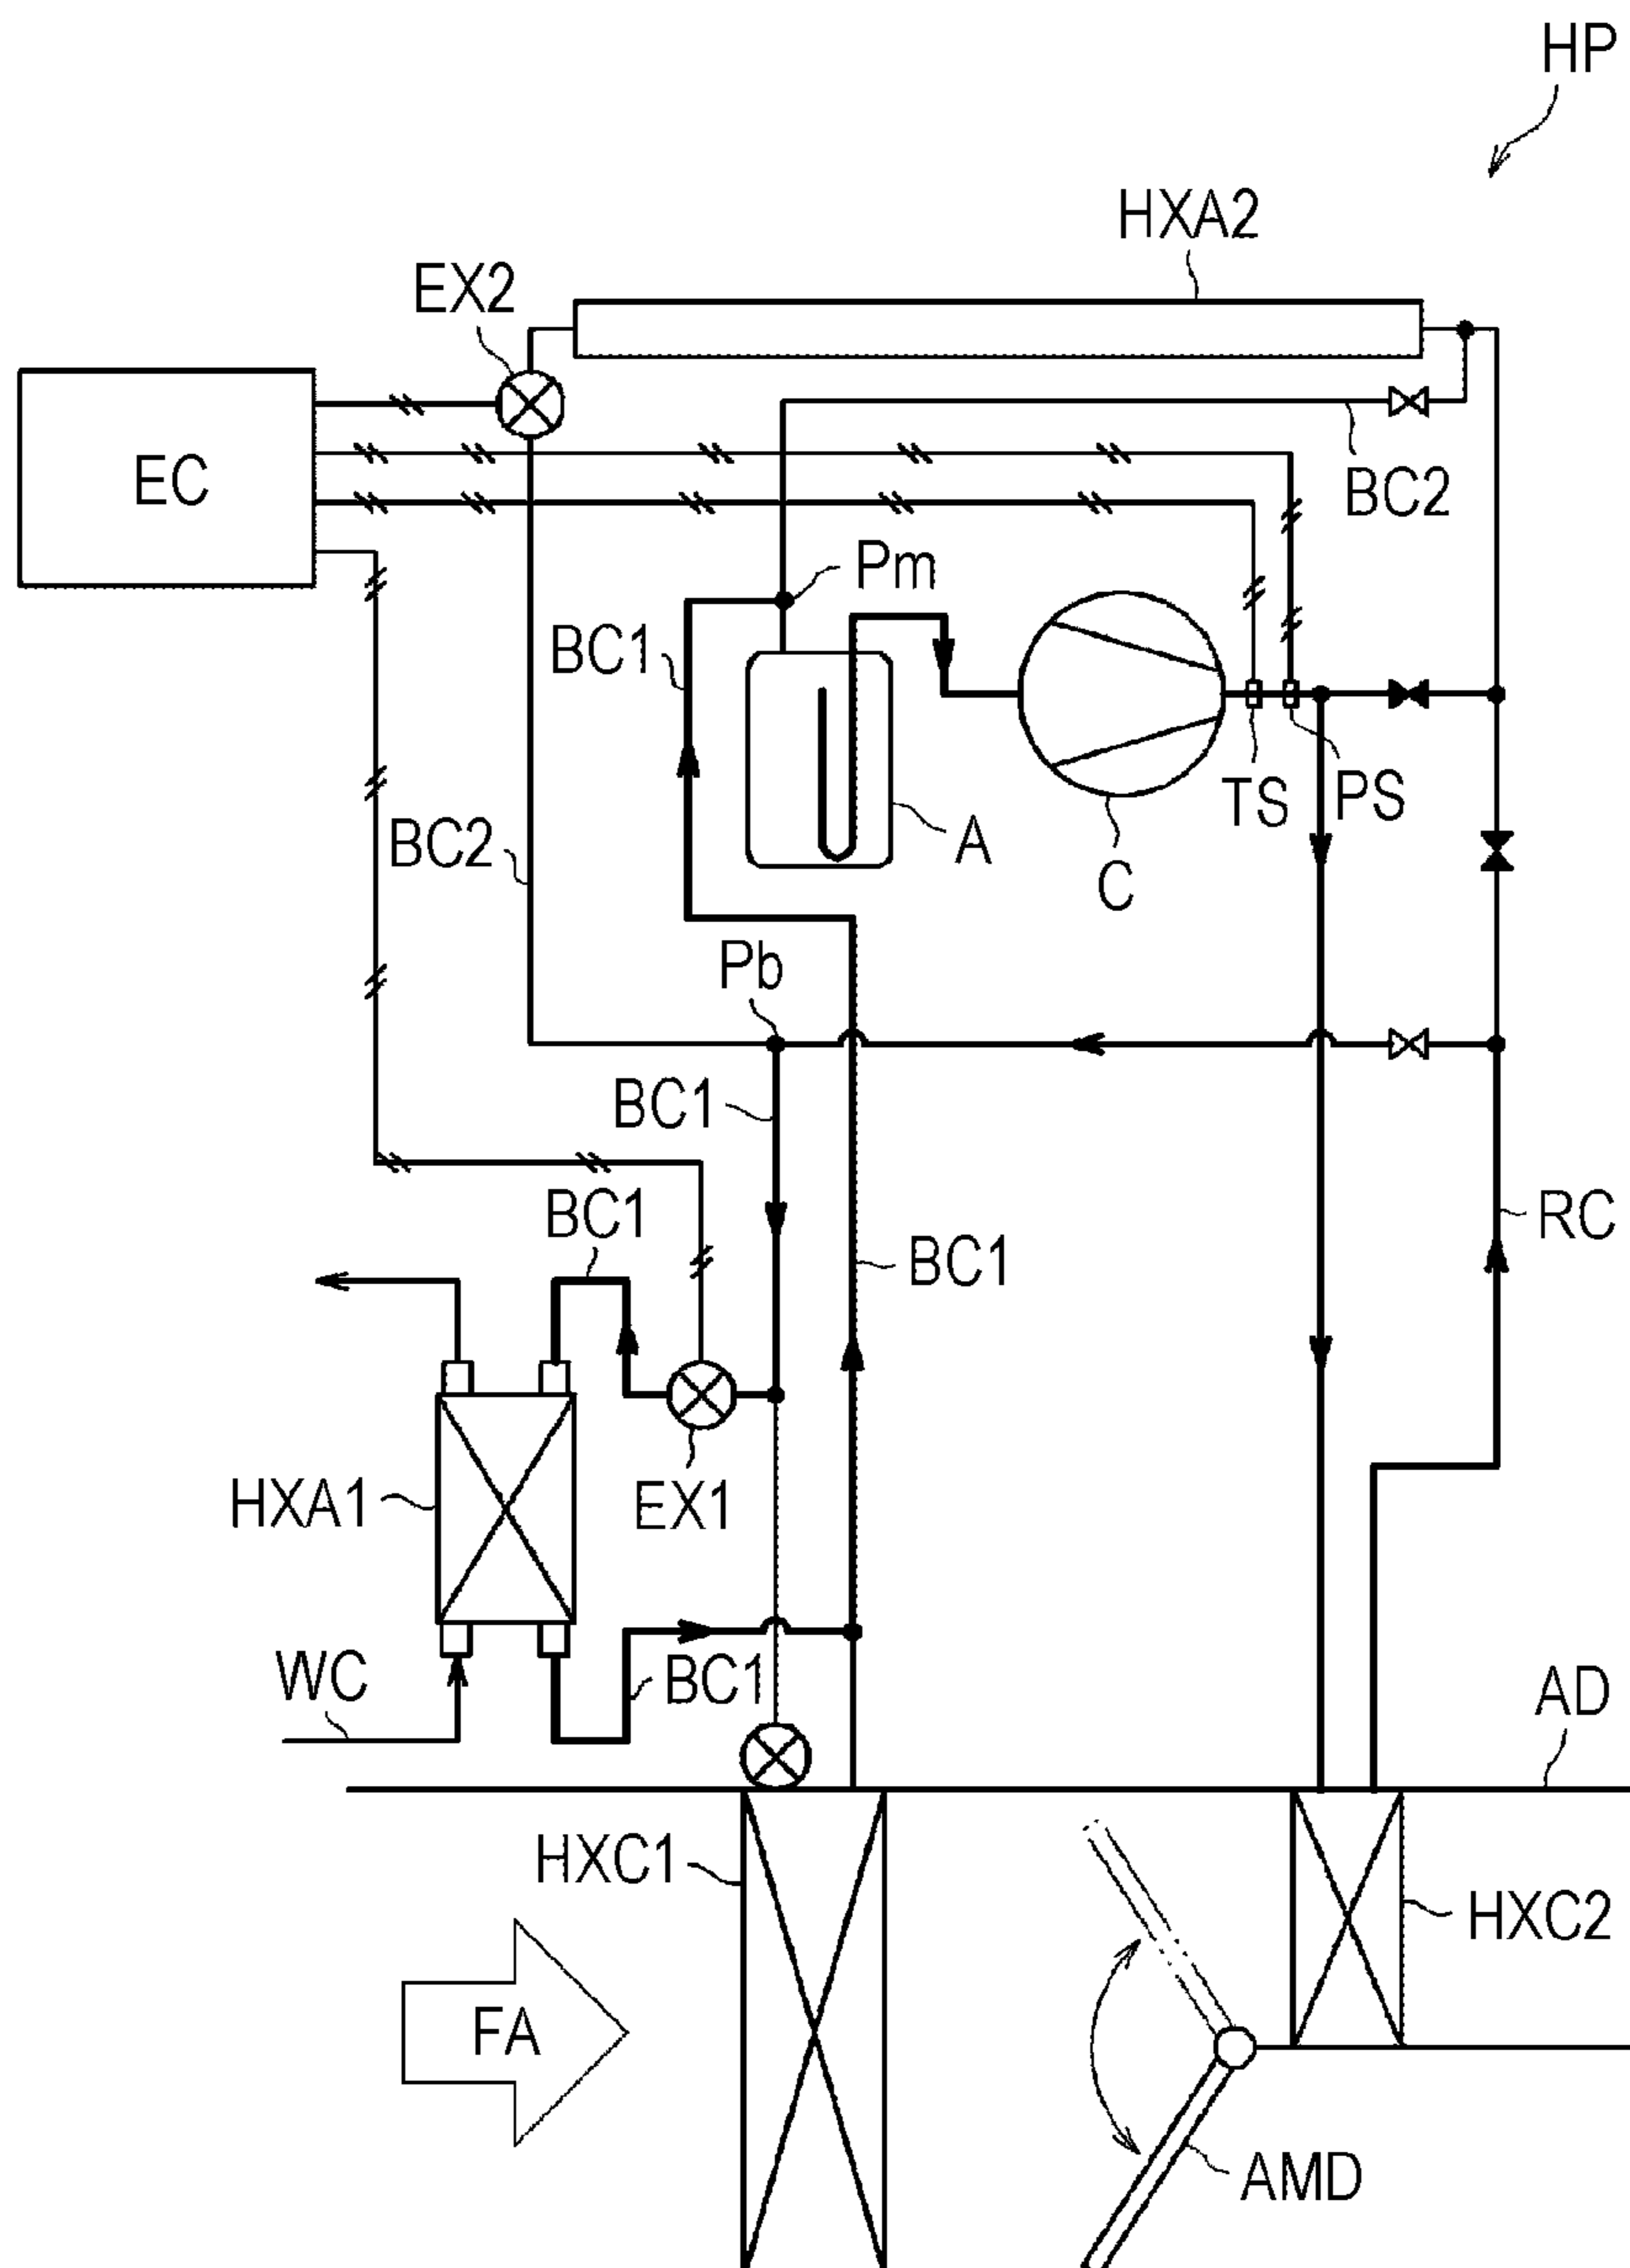 HP
HXA2
EX2
EC
BC2
Pm
BC1
TS
PS
A
BC2
C
Pb
BC1
BC1
RC
BC1
HXA1
EX1
WC
BC1
AD
HXC1
HXC2
FA
AMD